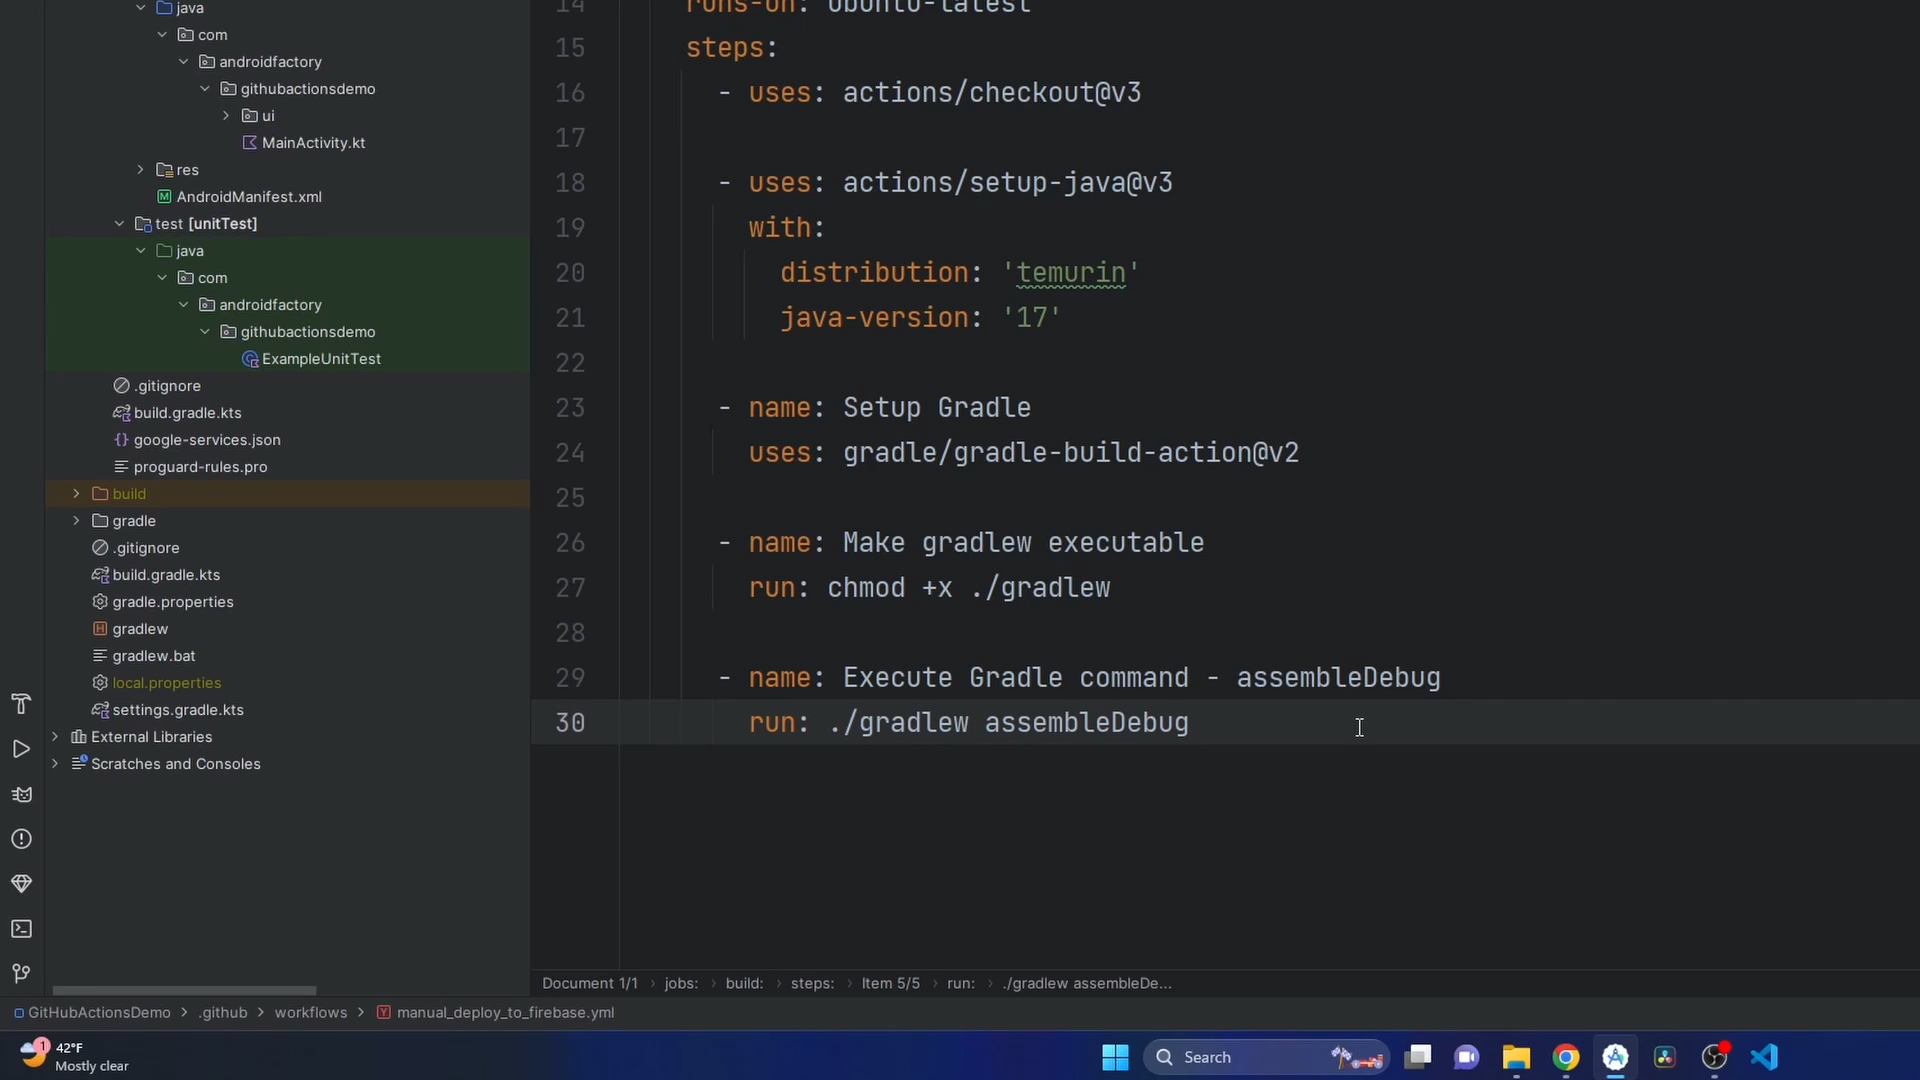 java
com
androidfactory
githubactionsdemo
ui
MainActivity.kt
res
AndroidManifest.xml
test [unitTest]
java
com
androidfactory
githubactionsdemo
ExampleUnitTest
.gitignore
build.gradle.kts
google-services.json
proguard-rules.pro
build
gradle
.gitignore
build.gradle.kts
gradle.properties
gradlew
gradlew.bat
local.properties
settings.gradle.kts
External Libraries
Scratches and Consoles
14 runs-on: ubuntu-latest
15 steps:
16 - uses: actions/checkout@v3
17
18 - uses: actions/setup-java@v3
19 with:
20 distribution: 'temurin'
21 java-version: '17'
22
23 - name: Setup Gradle
24 uses: gradle/gradle-build-action@v2
25
26 - name: Make gradlew executable
27 run: chmod +x ./gradlew
28
29 - name: Execute Gradle command - assembleDebug
30 run: ./gradlew assembleDebug
Document 1/1 › jobs: › build: › steps: › Item 5/5 › run: › ./gradlew assembleDe...
GitHubActionsDemo › .github › workflows › manual_deploy_to_firebase.yml
1
42°F
Mostly clear
Search